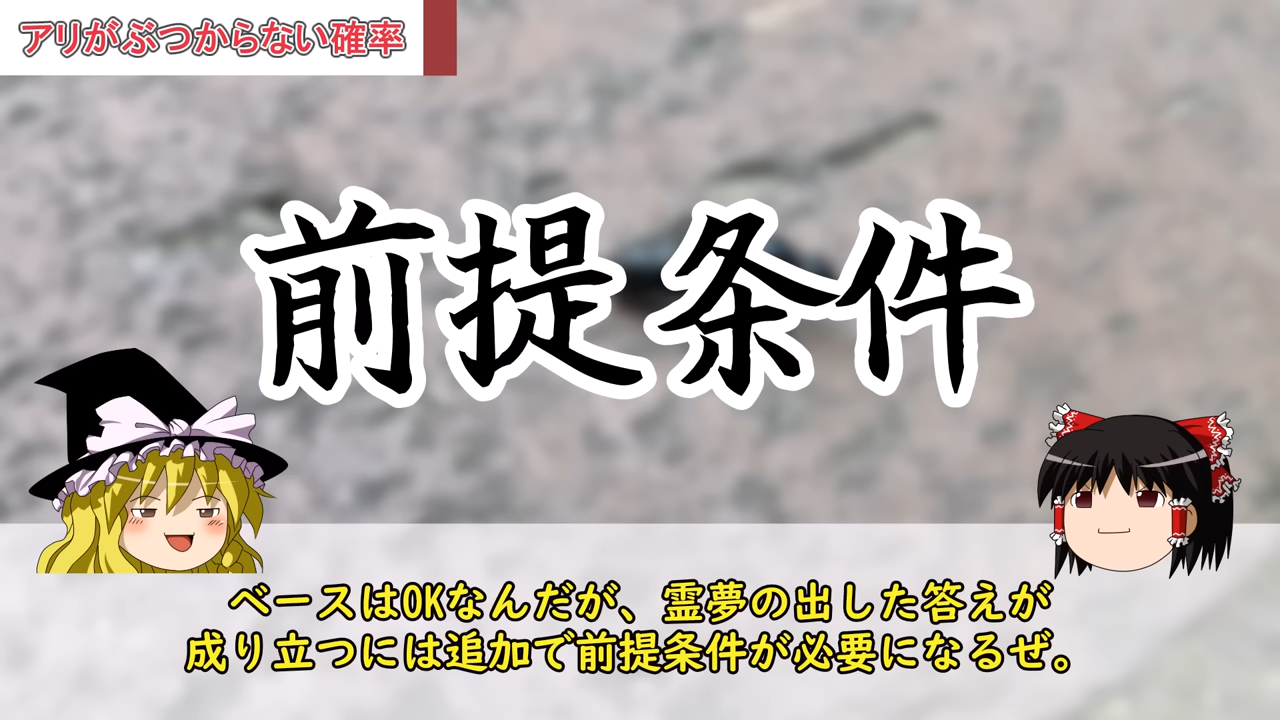 アリがぶつからない確率
前提条件
ベースはOKなんだが、霊夢の出した答えが
成り立つには追加で前提条件が必要になるぜ。